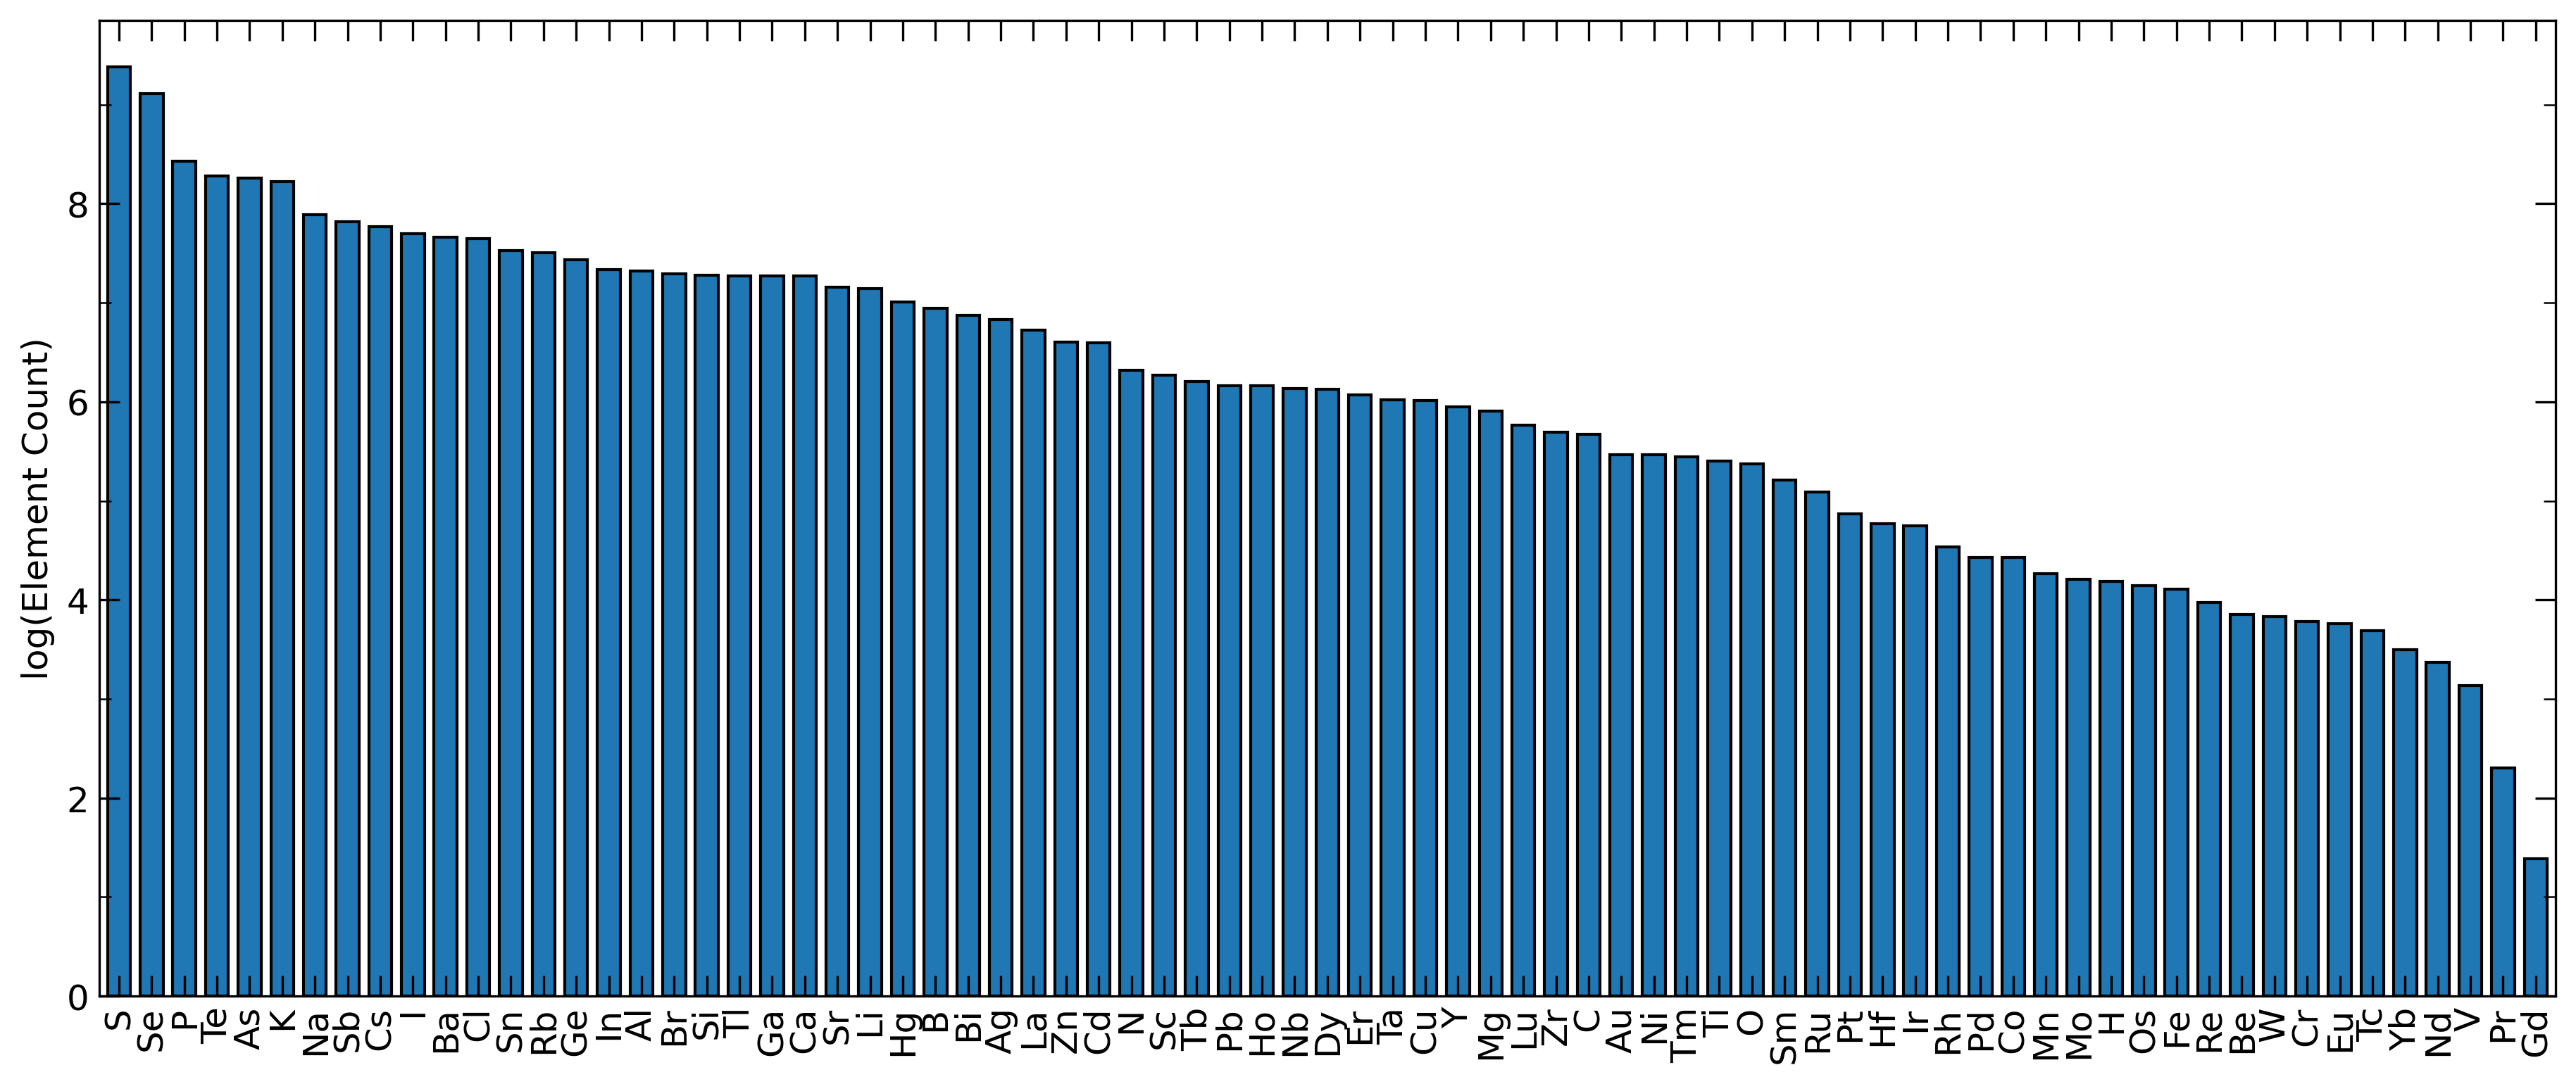 log(Element Count)
8
6
4
2
0
S Se P Te As K Na Sb Cs I Ba Cl Sn Rb Ge In Al Br Si Tl Ga Ca Sr Li Hg B Bi Ag La Zn Cd N Sc Tb Pb Ho Nb Dy Er Ta Cu Y Mg Lu Zr C Au Ni Tm Ti O Sm Ru Pt Hf Ir Rh Pd Co Mn Mo H Os Fe Re Be W Cr Eu Tc Yb Nd V Pr Gd